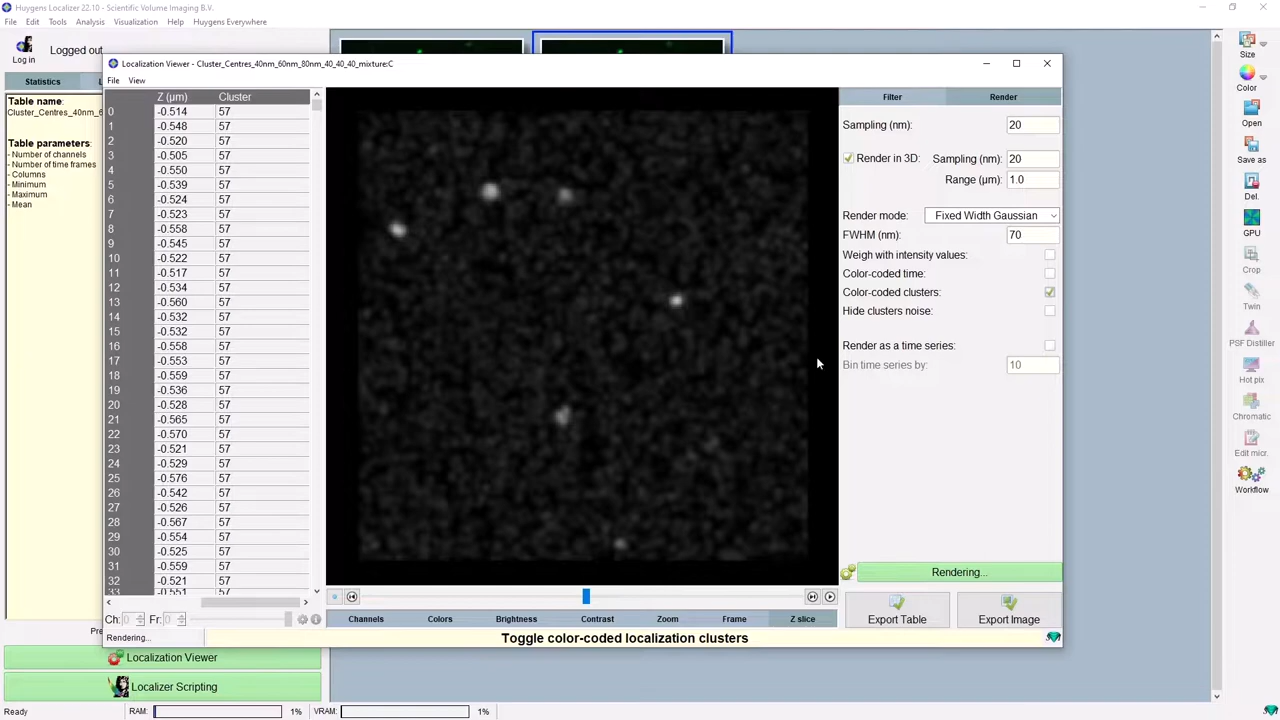 Huygens Localizer 22.10 - Scientific Volume Imaging B.V.
File Edit Tools Analysis Visualization Help Huygens Everywhere
Log in
Logged out
Statistics
Table name:
Cluster_Centres_40nm_6
Table parameters:
- Number of channels
- Number of time frames
- Columns
- Minimum
- Maximum
- Mean
Localization Viewer - Cluster_Centres_40nm_60nm_80nm_40_40_40_mixture:C
File View
Z (μm) Cluster
0 -0.514 57
1 -0.548 57
2 -0.520 57
3 -0.505 57
4 -0.550 57
5 -0.539 57
6 -0.524 57
7 -0.523 57
8 -0.558 57
9 -0.545 57
10 -0.522 57
11 -0.517 57
12 -0.534 57
13 -0.560 57
14 -0.532 57
15 -0.532 57
16 -0.558 57
17 -0.553 57
18 -0.559 57
19 -0.536 57
20 -0.528 57
21 -0.565 57
22 -0.570 57
23 -0.521 57
24 -0.529 57
25 -0.576 57
26 -0.542 57
27 -0.526 57
28 -0.567 57
29 -0.554 57
30 -0.525 57
31 -0.559 57
32 -0.521 57
33 -0.551 57
Ch: 0 Fr: 0
Rendering...
Channels Colors Brightness Contrast Zoom Frame Z slice
Toggle color-coded localization clusters
Filter Render
Sampling (nm): 20
Render in 3D: Sampling (nm): 20
Range (μm): 1.0
Render mode: Fixed Width Gaussian
FWHM (nm): 70
Weigh with intensity values:
Color-coded time:
Color-coded clusters:
Hide clusters noise:
Render as a time series:
Bin time series by: 10
Rendering...
Export Table Export Image
Size
Color
Open
Save as
Del.
GPU
Crop
Twin
PSF Distiller
Hot pix
Chromatic
Edit micr.
Workflow
Localization Viewer
Localizer Scripting
Ready RAM: 1% VRAM: 1%